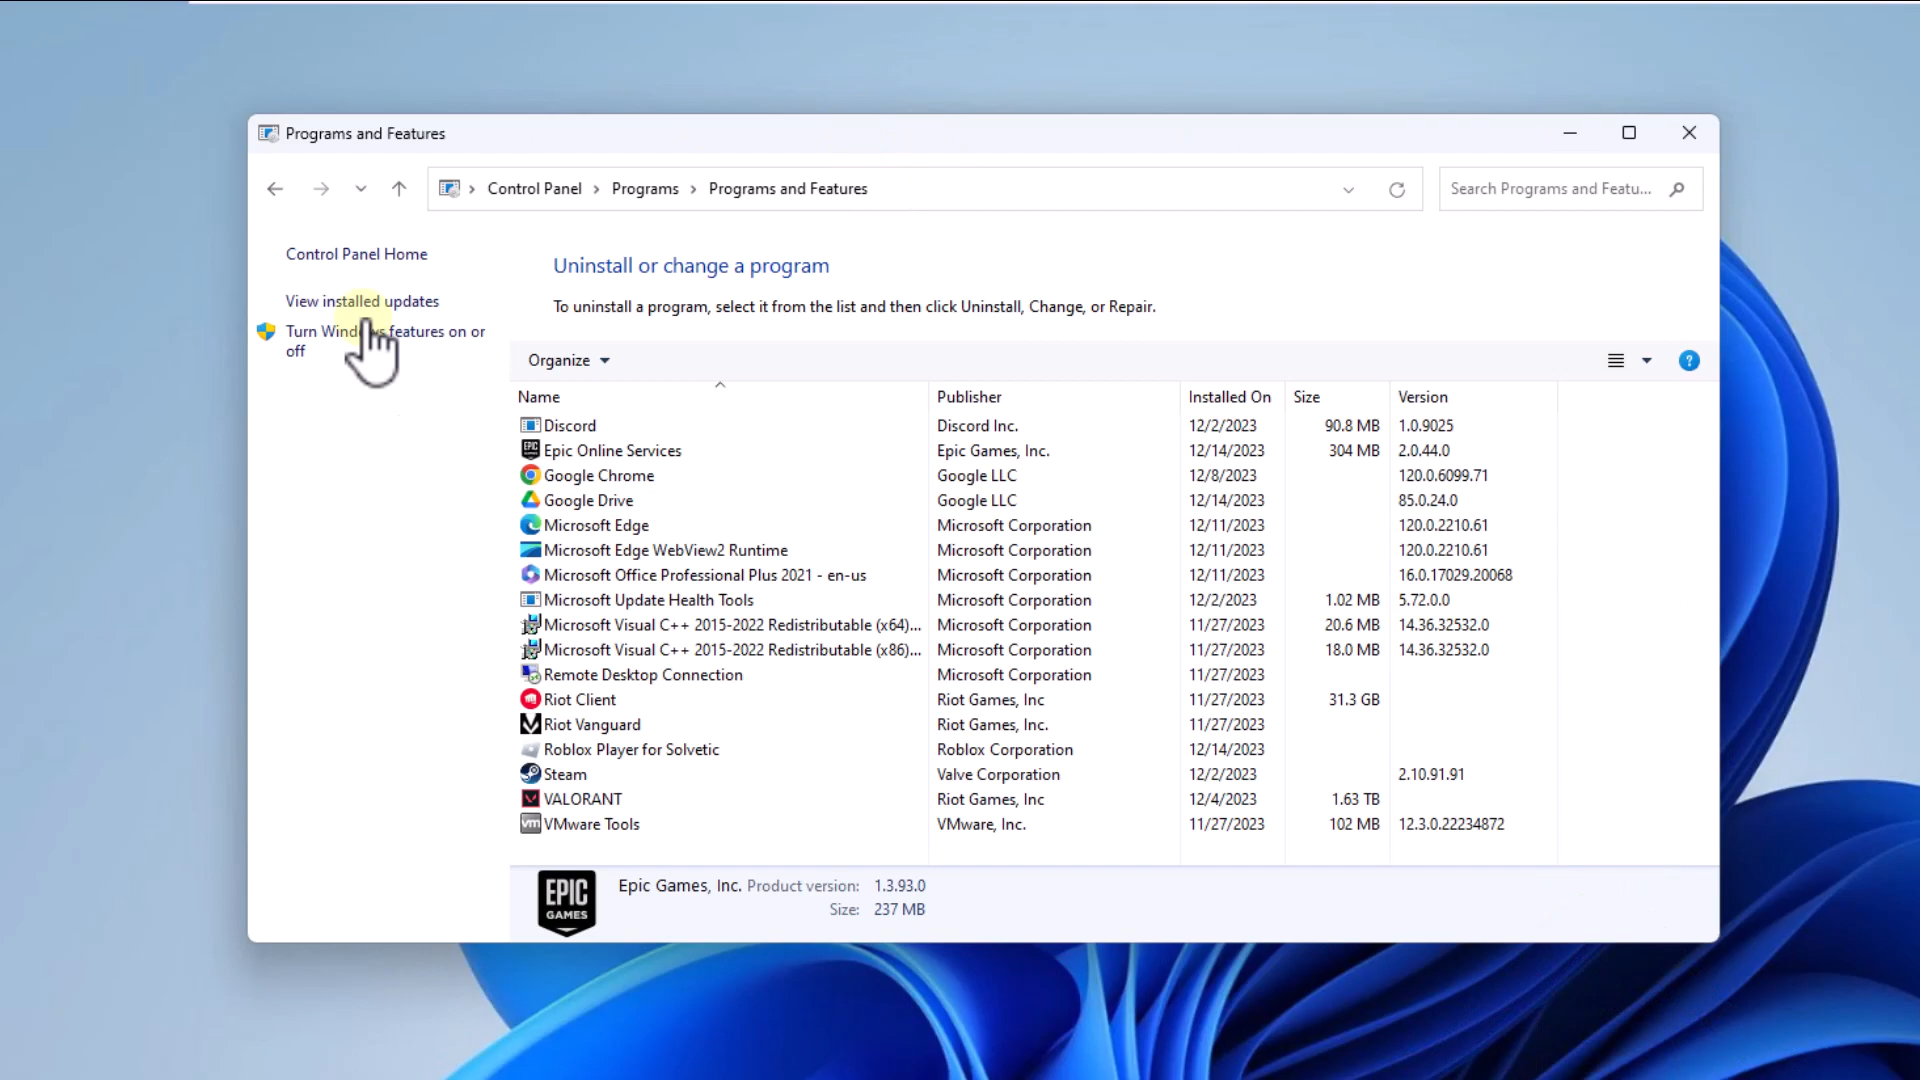 Programs and Features
Control Panel Programs Programs and Features
Search Programs and Featu...
Control Panel Home
View installed updates
Turn Windows features on or
off
Uninstall or change a program
To uninstall a program, select it from the list and then click Uninstall, Change, or Repair.
Organize
?
Name Publisher Installed On Size Version
Discord Discord Inc. 12/2/2023 90.8 MB 1.0.9025
Epic Online Services Epic Games, Inc. 12/14/2023 304 MB 2.0.44.0
Google Chrome Google LLC 12/8/2023 120.0.6099.71
Google Drive Google LLC 12/14/2023 85.0.24.0
Microsoft Edge Microsoft Corporation 12/11/2023 120.0.2210.61
Microsoft Edge WebView2 Runtime Microsoft Corporation 12/11/2023 120.0.2210.61
Microsoft Office Professional Plus 2021 - en-us Microsoft Corporation 12/11/2023 16.0.17029.20068
Microsoft Update Health Tools Microsoft Corporation 12/2/2023 1.02 MB 5.72.0.0
Microsoft Visual C++ 2015-2022 Redistributable (x64)... Microsoft Corporation 11/27/2023 20.6 MB 14.36.32532.0
Microsoft Visual C++ 2015-2022 Redistributable (x86)... Microsoft Corporation 11/27/2023 18.0 MB 14.36.32532.0
Remote Desktop Connection Microsoft Corporation 11/27/2023
Riot Client Riot Games, Inc 11/27/2023 31.3 GB
Riot Vanguard Riot Games, Inc. 11/27/2023
Roblox Player for Solvetic Roblox Corporation 12/14/2023
Steam Valve Corporation 12/2/2023 2.10.91.91
VALORANT Riot Games, Inc 12/4/2023 1.63 TB
vm VMware Tools VMware, Inc. 11/27/2023 102 MB 12.3.0.22234872
EPIC
GAMES
Epic Games, Inc. Product version: 1.3.93.0
Size: 237 MB